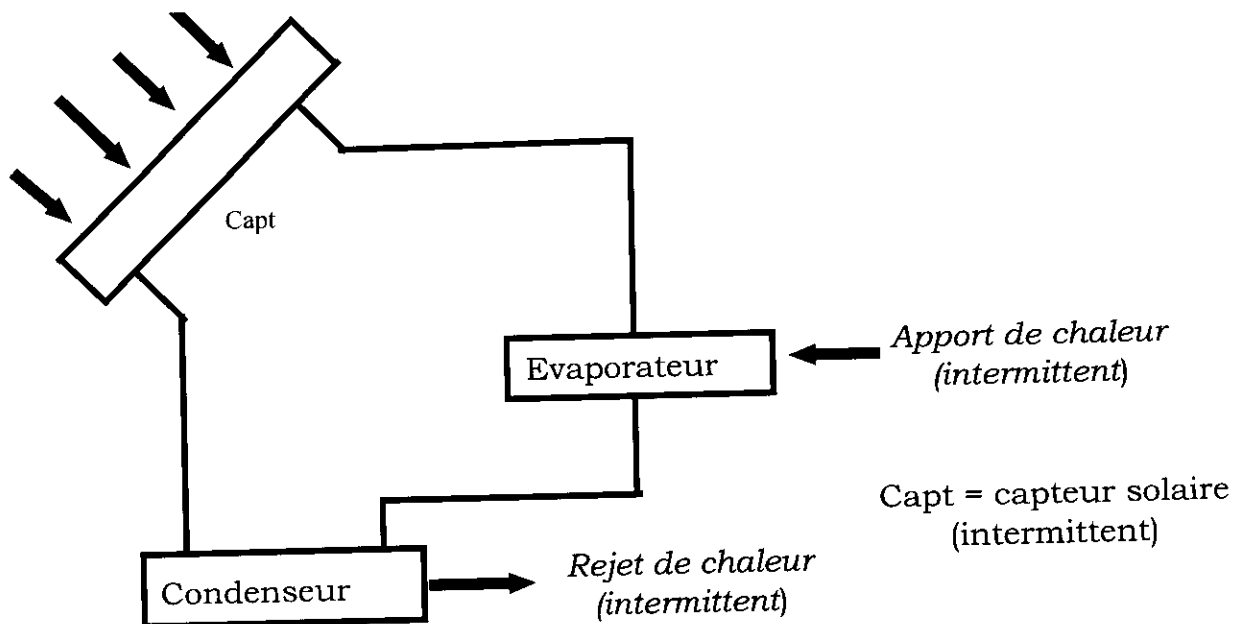 Capt
Apport de chaleur
(intermittent)
Evaporateur
Capt = capteur solaire
(intermittent)
Condenseur
Rejet de chaleur
(intermittent)